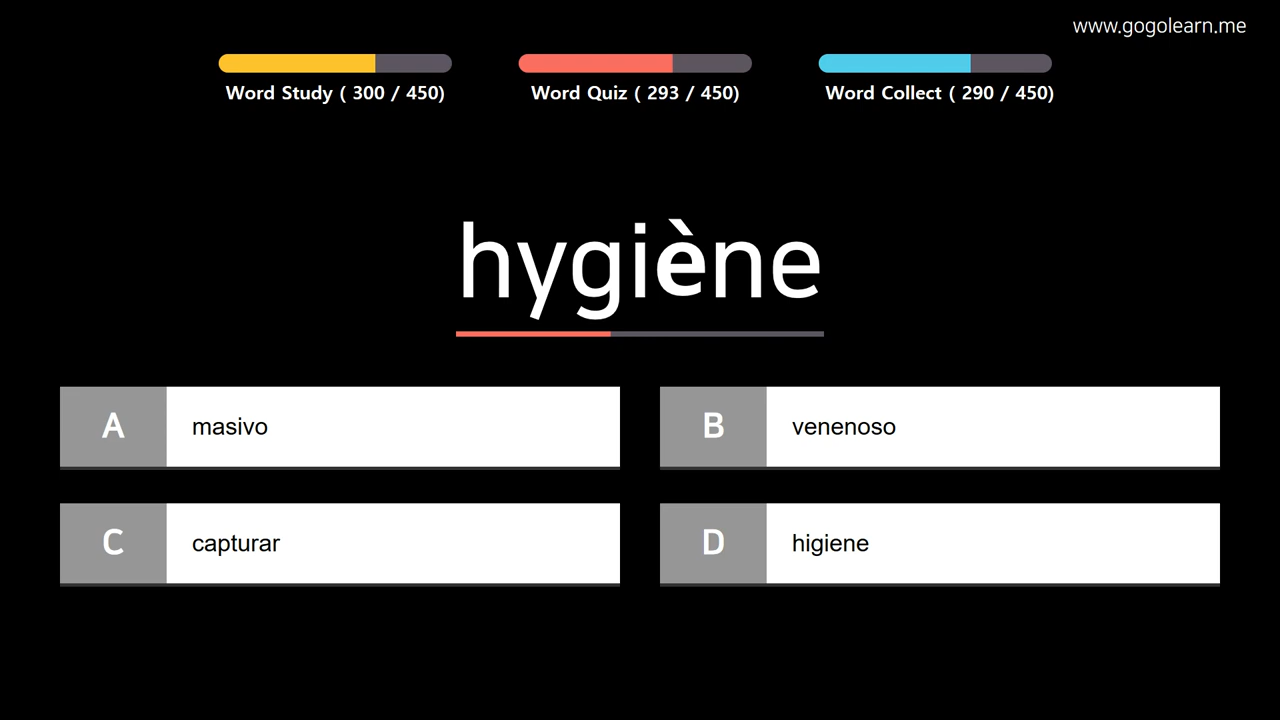 www.gogolearn.me
Word Study ( 300 / 450)
Word Quiz ( 293 / 450)
Word Collect ( 290 / 450)
hygiène
A masivo
B venenoso
C capturar
D higiene